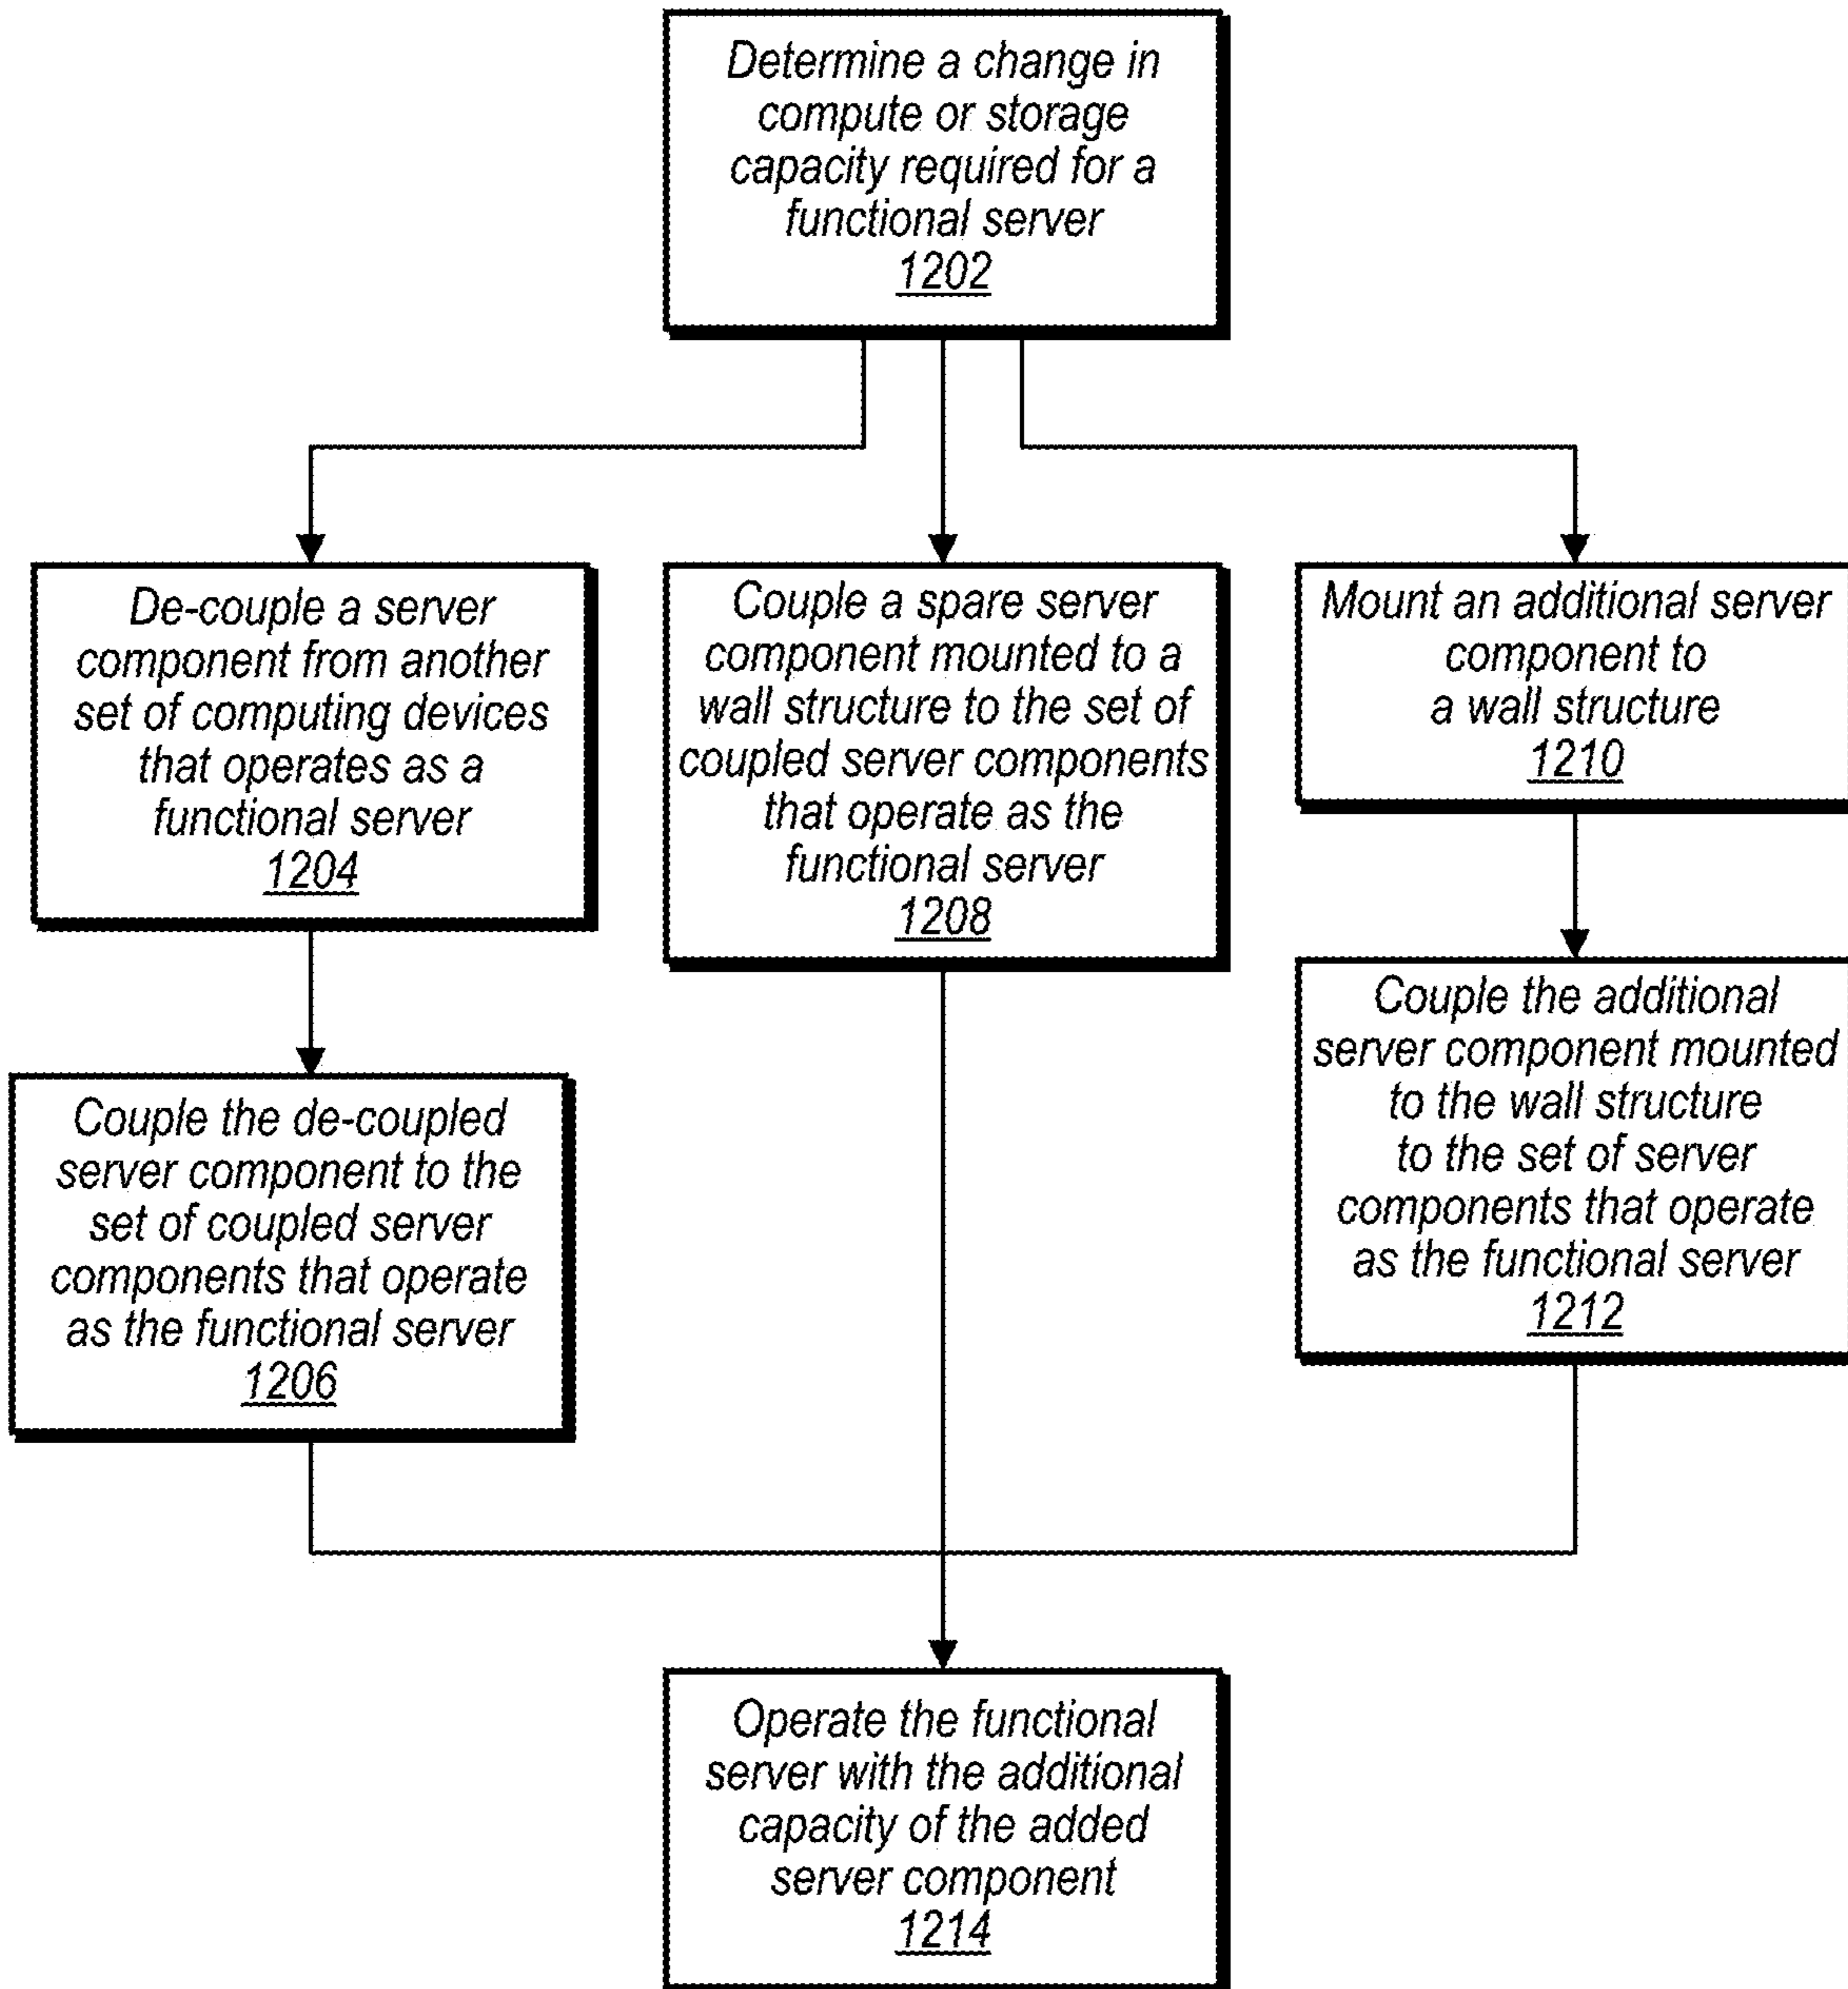 Determine a change in
compute or storage
capacity required for a
functional server
1202
De-couple a server
component from another
set of computing devices
that operates as a
functional server
1204
Couple the de-coupled
server component to the
set of coupled server
components that operate
as the functional server
1206
Couple a spare server
component mounted to a
wall structure to the set of
coupled server components
that operate as the
functional server
1208
Mount an additional server
component to
a wall structure
1210
Couple the additional
server component mounted
to the wall structure
to the set of server
components that operate
as the functional server
1212
Operate the functional
server with the additional
capacity of the added
server component
1214